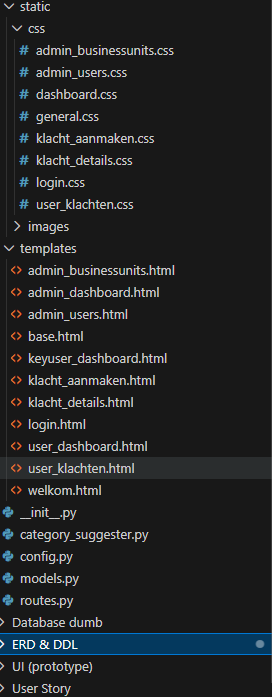 static
css
# admin_businessunits.css
# admin_users.css
# dashboard.css
# general.css
# klacht_aanmaken.css
# klacht_details.css
# login.css
# user_klachten.css
images
templates
<> admin_businessunits.html
<> admin_dashboard.html
<> admin_users.html
<> base.html
<> keyuser_dashboard.html
<> klacht_aanmaken.html
<> klacht_details.html
<> login.html
<> user_dashboard.html
<> user_klachten.html
<> welkom.html
__init__.py
category_suggester.py
config.py
models.py
routes.py
Database dumb
ERD & DDL
UI (prototype)
User Story